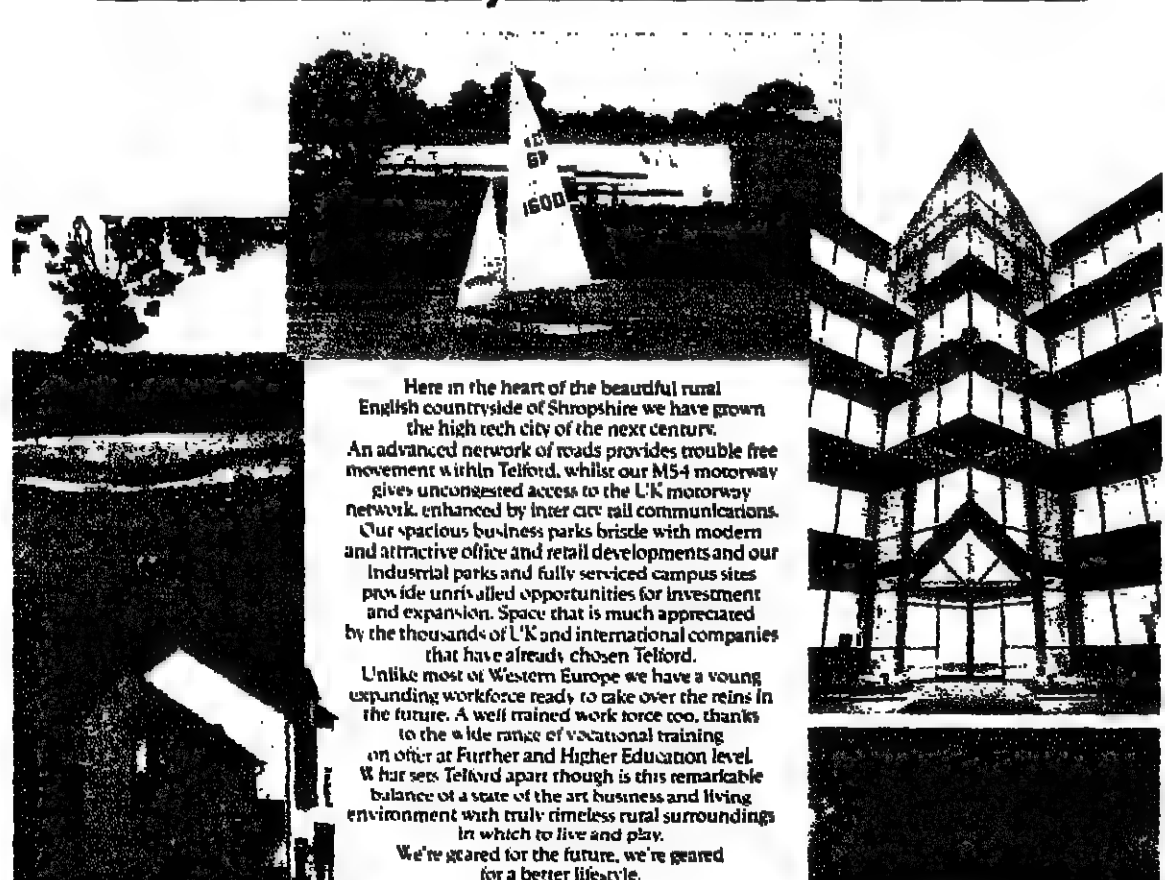 1600
Here in the heart of the beautiful rural
English countryside of Shropshire we have grown
the high tech city of the next century.
An advanced network of roads provides trouble free
movement within Telford, whilst our M54 motorway
gives uncongested access to the UK motorway
network, enhanced by inter city rail communications.
Our spacious business parks bristle with modern
and attractive office and retail developments and our
industrial parks and fully serviced campus sites
provide unrivalled opportunities for investment
and expansion. Space that is much appreciated
by the thousands of UK and international companies
that have already chosen Telford.
Unlike most of Western Europe we have a young
expanding workforce ready to take over the reins in
the future. A well trained work force too, thanks
to the wide range of vocational training
on offer at Further and Higher Education level.
What sets Telford apart though is this remarkable
balance of a state of the art business and living
environment with truly timeless rural surroundings
in which to live and play.
We're geared for the future, we're geared
for a better lifestyle.